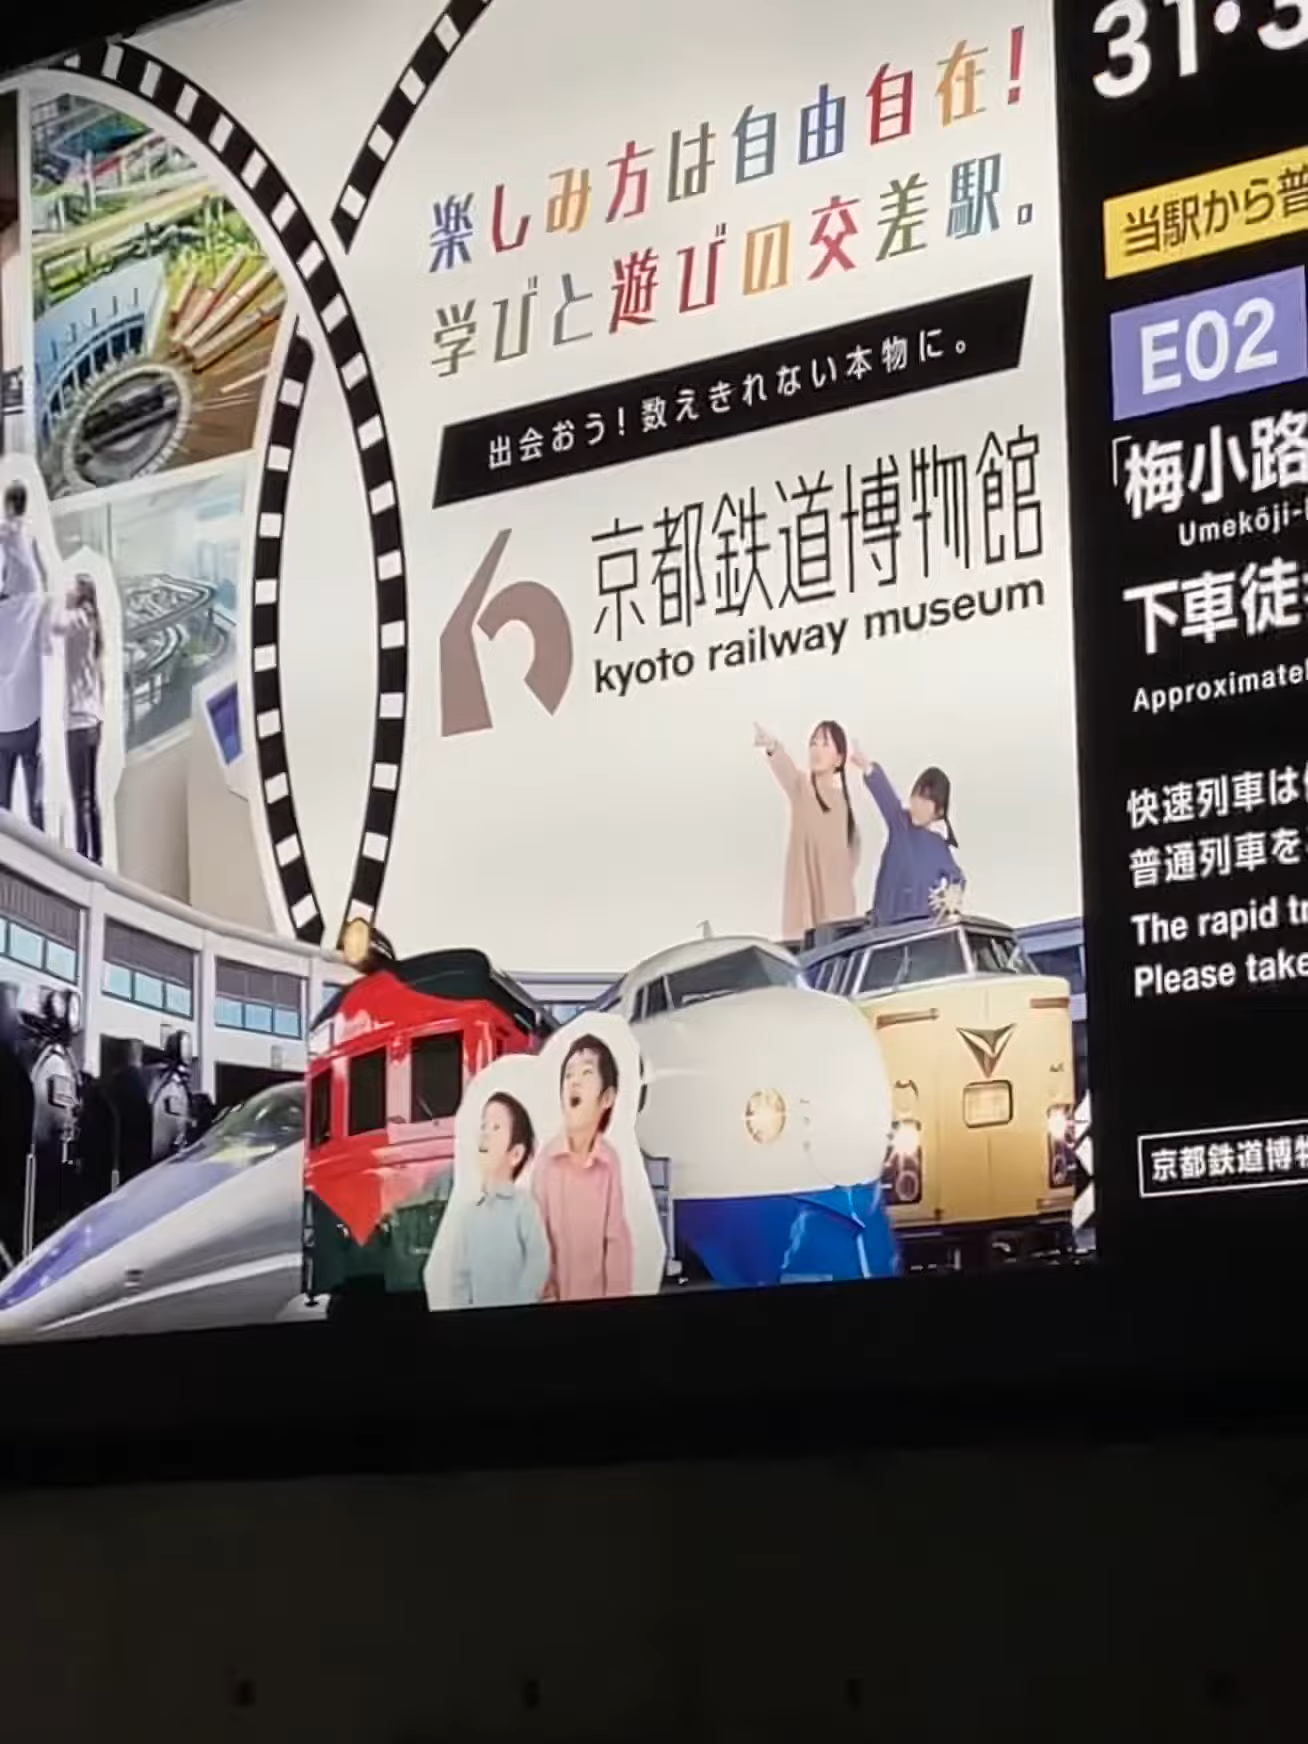 楽しみ方は自由自在!
学びと遊びの交差駅。
出会おう!数えきれない本物に。
京都鉄道博物館
kyoto railway museum
31・3
当駅から普
E02
「梅小路
Umekōji-
下車徒
Approximatel
快速列車は
普通列車を
The rapid tr
Please take
京都鉄道博物